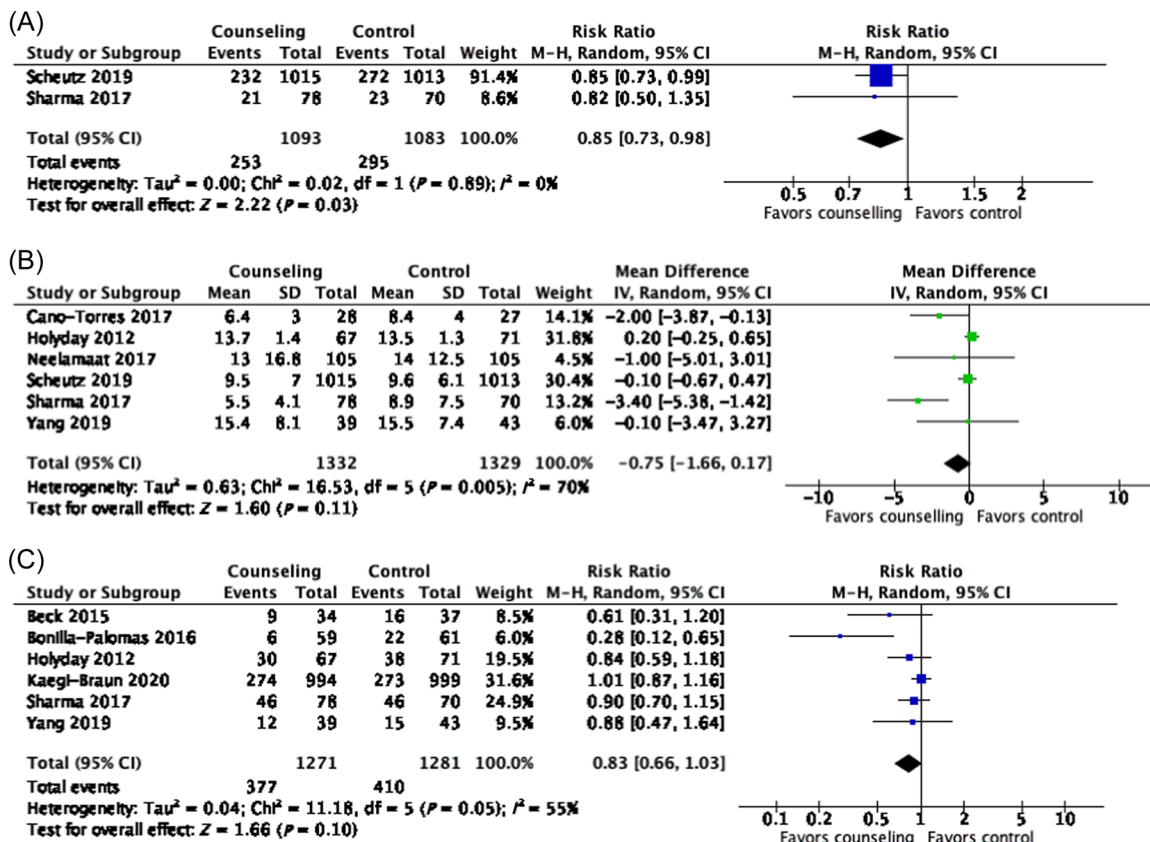 (A)
Counseling Control Risk Ratio Risk Ratio
Study or Subgroup Events Total Events Total Weight M-H, Random, 95% CI M-H, Random, 95% CI
Scheutz 2019 232 1015 272 1013 91.4% 0.85 [0.73, 0.99]
Sharma 2017 21 78 23 70 8.6% 0.82 [0.50, 1.35]
Total (95% CI) 1093 1083 100.0% 0.85 [0.73, 0.98]
Total events 253 295
Heterogeneity: Tau² = 0.00; Chi² = 0.02, df = 1 (P = 0.89); I² = 0%
Test for overall effect: Z = 2.22 (P = 0.03)
0.5 0.7 1 1.5 2
Favors counselling Favors control
(B)
Counseling Control Mean Difference Mean Difference
Study or Subgroup Mean SD Total Mean SD Total Weight IV, Random, 95% CI IV, Random, 95% CI
Cano-Torres 2017 6.4 3 28 8.4 4 27 14.1% −2.00 [−3.87, −0.13]
Holyday 2012 13.7 1.4 67 13.5 1.3 71 31.8% 0.20 [−0.25, 0.65]
Neelamaat 2017 13 16.8 105 14 12.5 105 4.5% −1.00 [−5.01, 3.01]
Scheutz 2019 9.5 7 1015 9.6 6.1 1013 30.4% −0.10 [−0.67, 0.47]
Sharma 2017 5.5 4.1 78 8.9 7.5 70 13.2% −3.40 [−5.38, −1.42]
Yang 2019 15.4 8.1 39 15.5 7.4 43 6.0% −0.10 [−3.47, 3.27]
Total (95% CI) 1332 1329 100.0% −0.75 [−1.66, 0.17]
Heterogeneity: Tau² = 0.63; Chi² = 16.53, df = 5 (P = 0.005); I² = 70%
Test for overall effect: Z = 1.60 (P = 0.11)
−10 −5 0 5 10
Favors counselling Favors control
(C)
Counseling Control Risk Ratio Risk Ratio
Study or Subgroup Events Total Events Total Weight M-H, Random, 95% CI M-H, Random, 95% CI
Beck 2015 9 34 16 37 8.5% 0.61 [0.31, 1.20]
Bonilla-Palomas 2016 6 59 22 61 6.0% 0.28 [0.12, 0.65]
Holyday 2012 30 67 38 71 19.5% 0.84 [0.59, 1.18]
Kaegi-Braun 2020 274 994 273 999 31.6% 1.01 [0.87, 1.16]
Sharma 2017 46 78 46 70 24.9% 0.90 [0.70, 1.15]
Yang 2019 12 39 15 43 9.5% 0.88 [0.47, 1.64]
Total (95% CI) 1271 1281 100.0% 0.83 [0.66, 1.03]
Total events 377 410
Heterogeneity: Tau² = 0.04; Chi² = 11.18, df = 5 (P = 0.05); I² = 55%
Test for overall effect: Z = 1.66 (P = 0.10)
0.1 0.2 0.5 1 2 5 10
Favors counseling Favors control